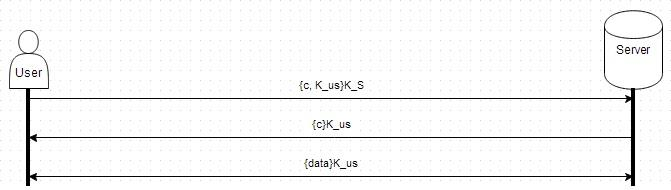 User
Server
{c, K_us}K_S
{c}K_us
{data}K_us